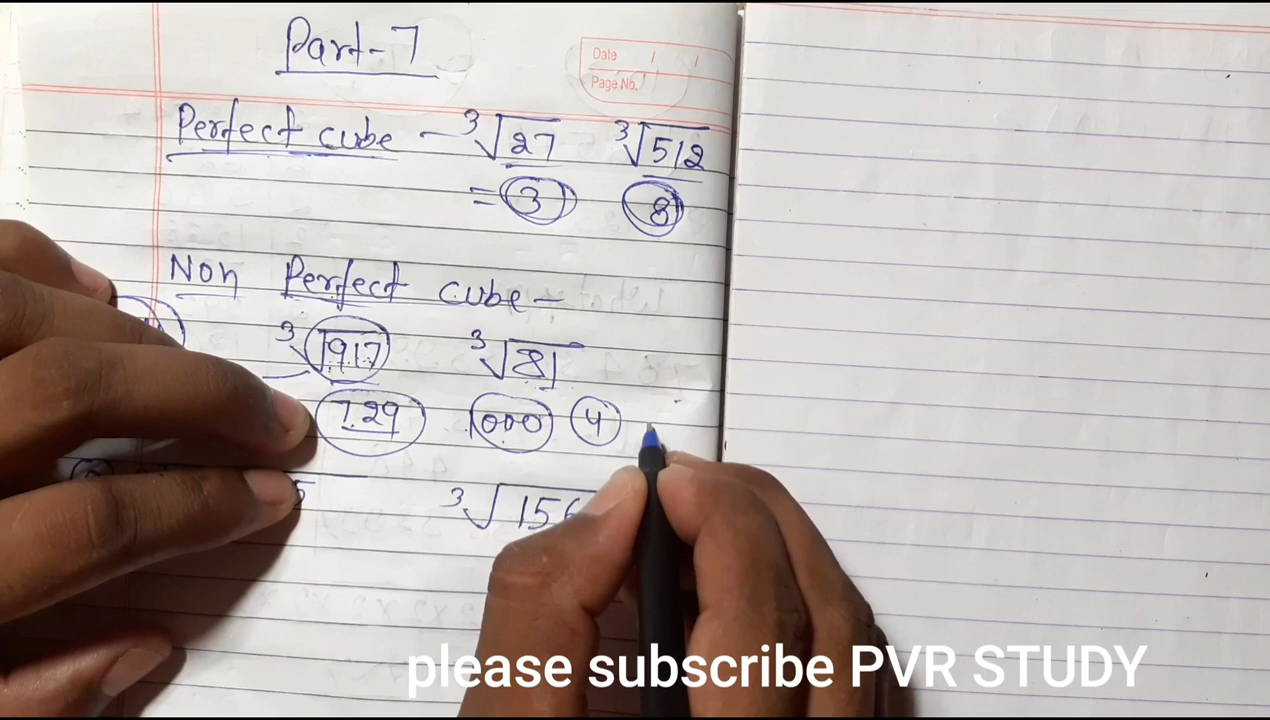 Part-7
Date / /
Page No.
Perfect cube - ³√27 ³√512
= 3 8
Non Perfect cube-
³√917 ³√81
729 1000 4
5 ³√156
please subscribe PVR STUDY